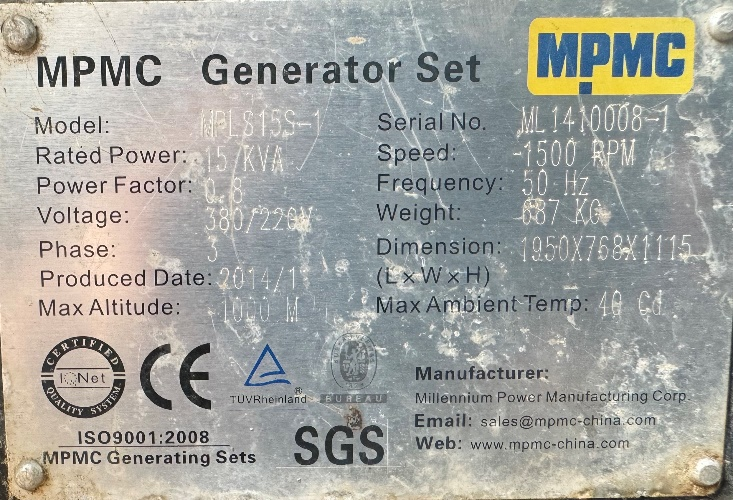 MPMC Generator Set
MPMC
Model: MPLS15S-1
Serial No. ML1410008-1
Rated Power: 15 KVA
Speed: 1500 RPM
Power Factor: 0.8
Frequency: 50 Hz
Voltage: 380/220V
Weight: 687 KG
Phase: 3
Dimension: 1950X768X1115
(L×W×H)
Produced Date: 2014/1
Max Altitude: 1000 M
Max Ambient Temp: 40 Cd
CERTIFIED
IQNet
QUALITY SYSTEM
CE
TUVRheinland
BUREAU
ISO9001:2008
MPMC Generating Sets
SGS
Manufacturer:
Millennium Power Manufacturing Corp.
Email: sales@mpmc-china.com
Web: www.mpmc-china.com